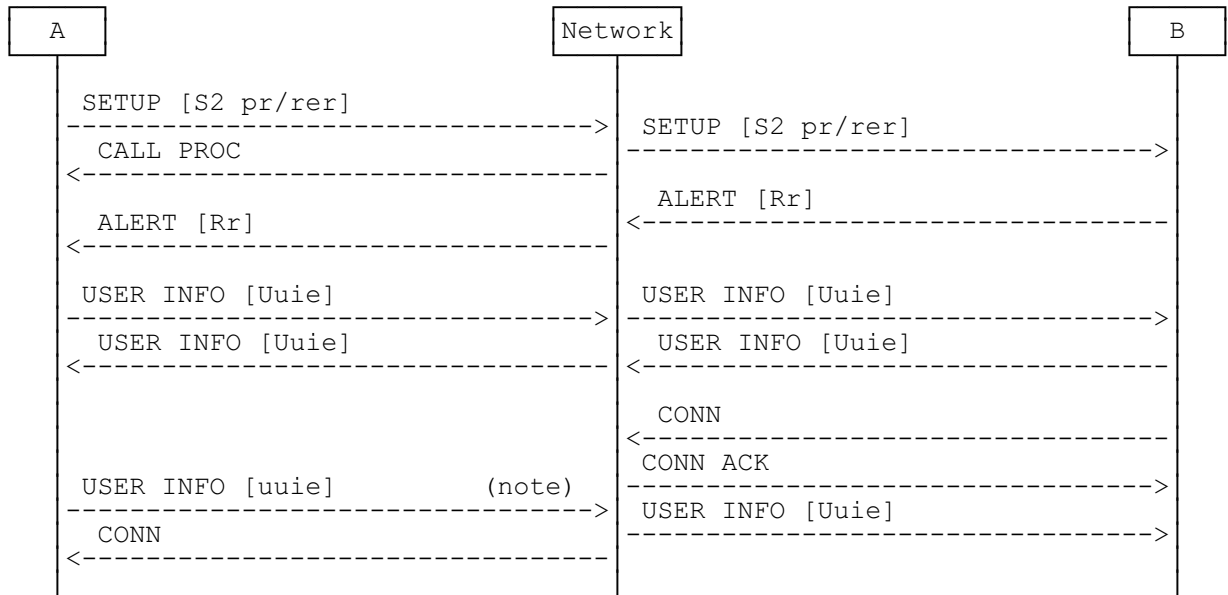 A Network B
SETUP [S2 pr/rer]
SETUP [S2 pr/rer]
CALL PROC
ALERT [Rr]
ALERT [Rr]
USER INFO [Uuie] USER INFO [Uuie]
USER INFO [Uuie] USER INFO [Uuie]
CONN
CONN ACK
USER INFO [uuie] (note)
USER INFO [Uuie]
CONN